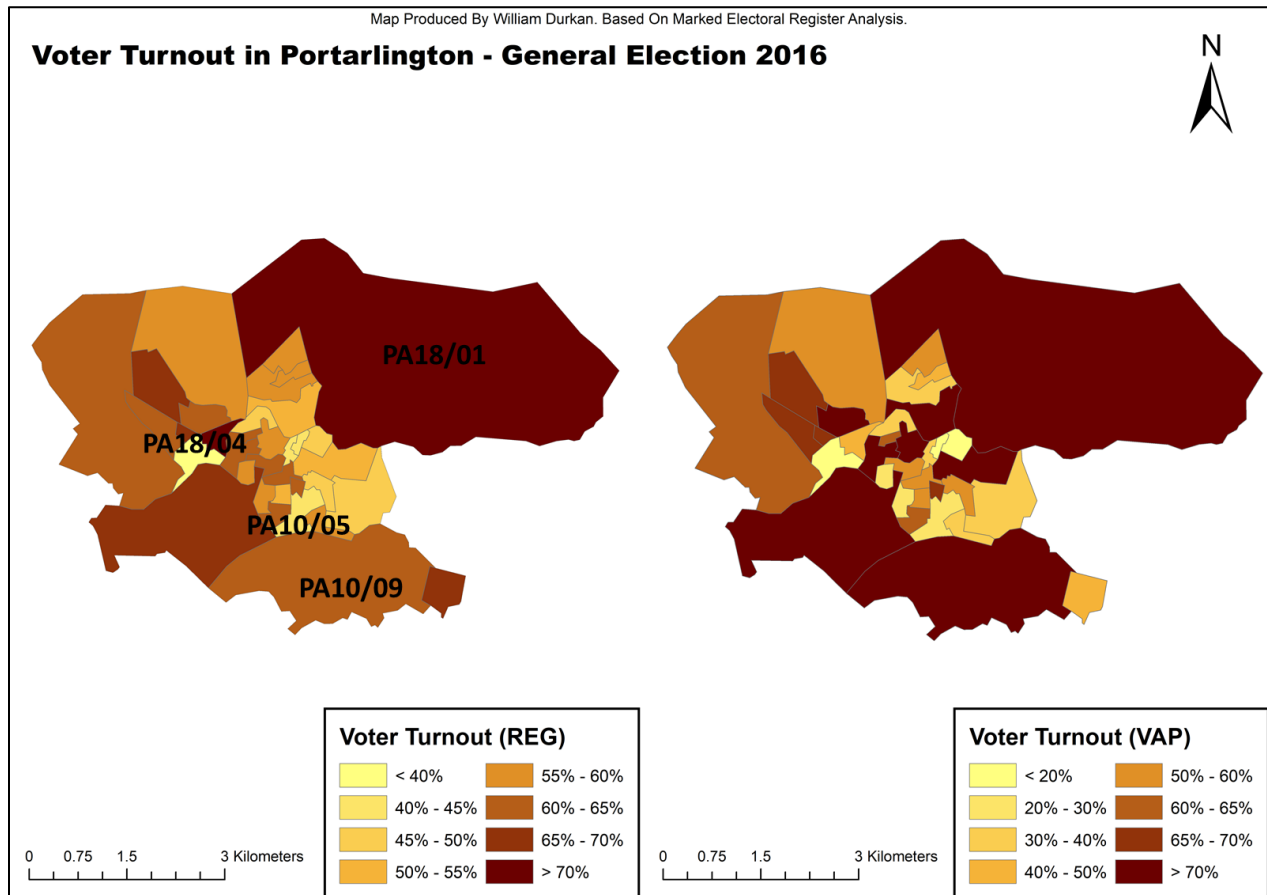 Map Produced By William Durkan. Based On Marked Electoral Register Analysis.
Voter Turnout in Portarlington - General Election 2016
N
PA18/01
PA18/04
PA10/05
PA10/09
Voter Turnout (REG)
< 40%
40% - 45%
45% - 50%
50% - 55%
55% - 60%
60% - 65%
65% - 70%
> 70%
0 0.75 1.5 3 Kilometers
Voter Turnout (VAP)
< 20%
20% - 30%
30% - 40%
40% - 50%
50% - 60%
60% - 65%
65% - 70%
> 70%
0 0.75 1.5 3 Kilometers